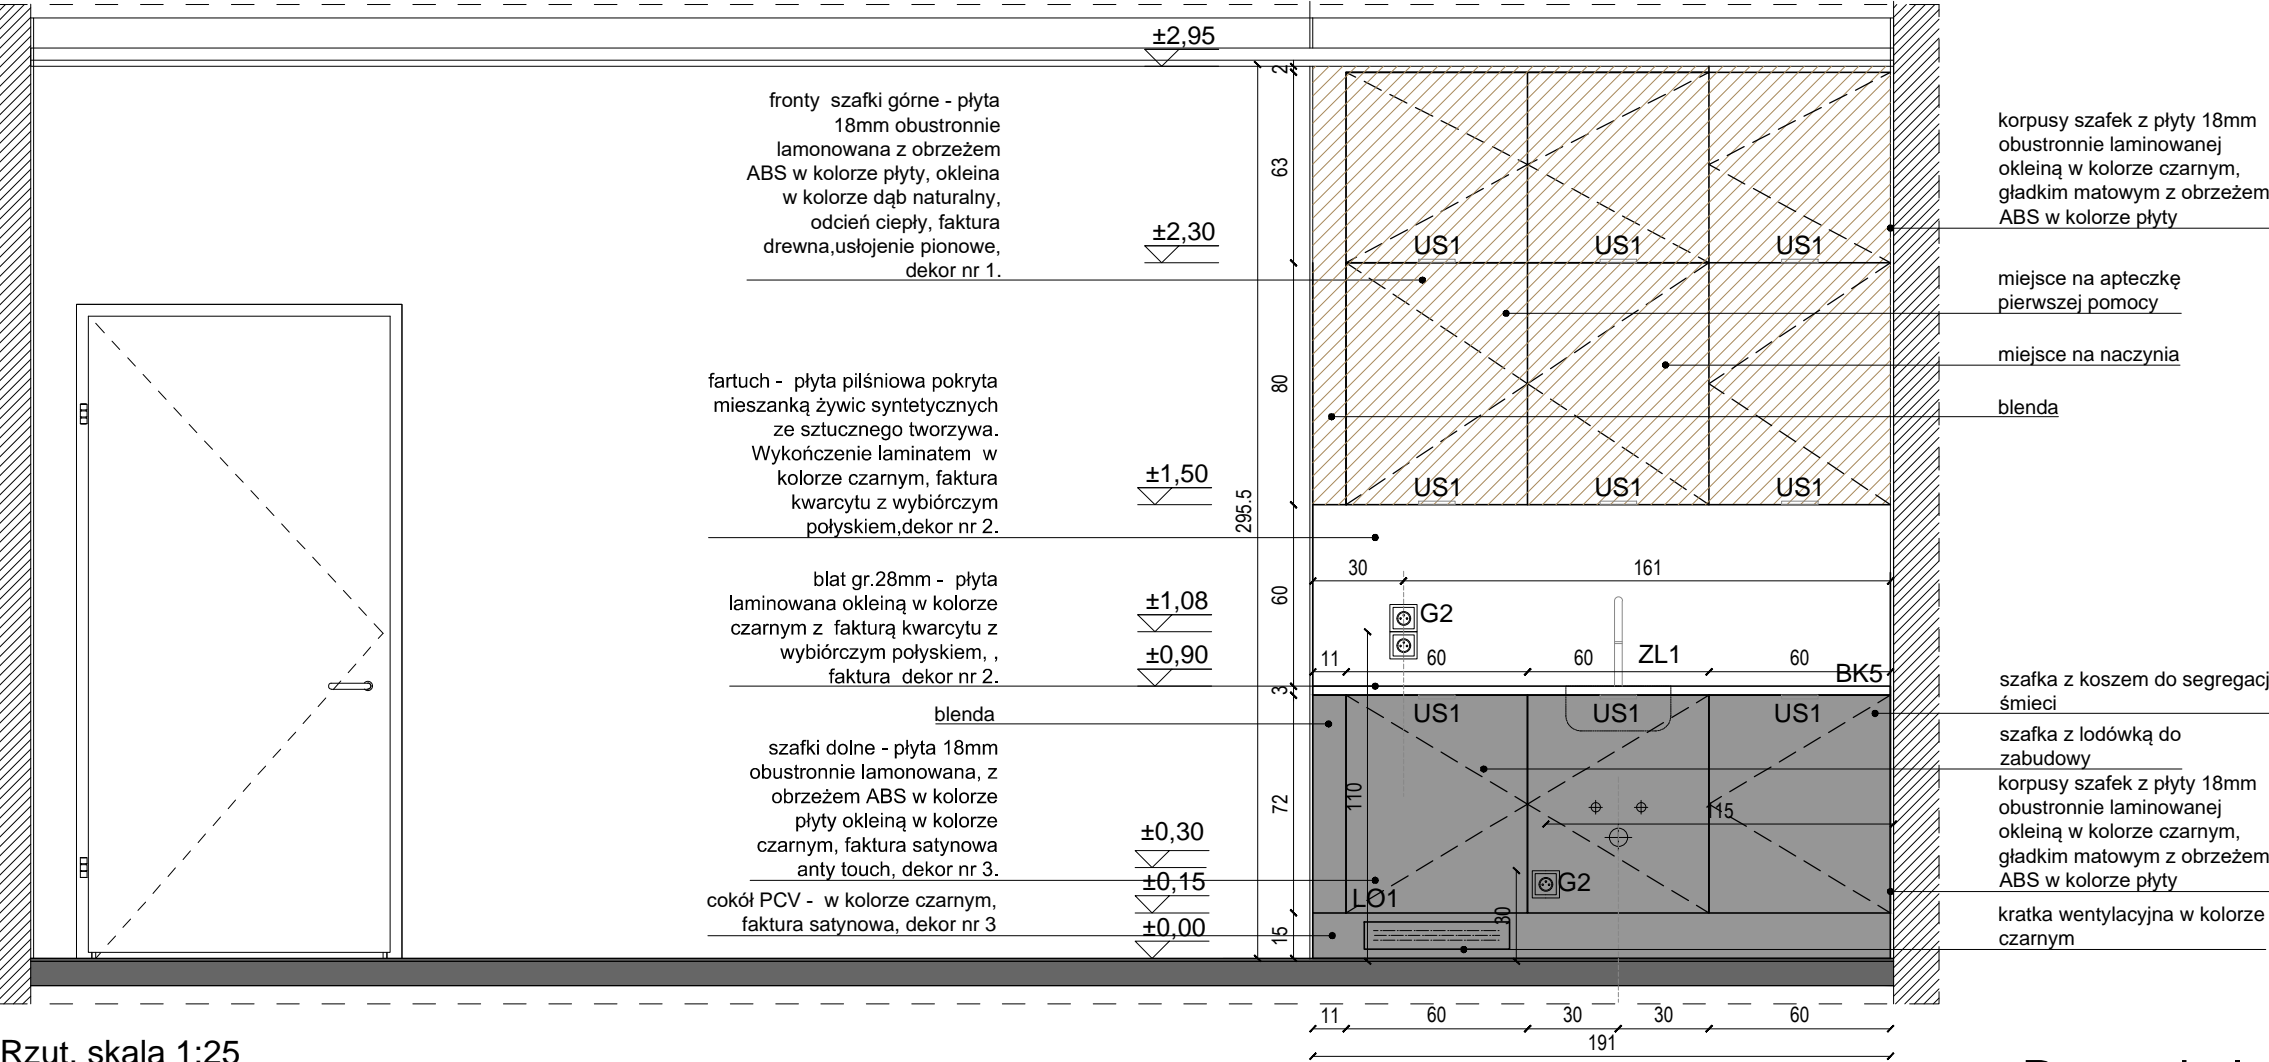 ±2,95
fronty szafki górne - płyta
18mm obustronnie
lamonowana z obrzeżem
ABS w kolorze płyty, okleina
w kolorze dąb naturalny,
odcień ciepły, faktura
drewna,usłojenie pionowe,
dekor nr 1.
±2,30
fartuch - płyta pilśniowa pokryta
mieszanką żywic syntetycznych
ze sztucznego tworzywa.
Wykończenie laminatem w
kolorze czarnym, faktura
kwarcytu z wybiórczym
połyskiem,dekor nr 2.
±1,50
blat gr.28mm - płyta
laminowana okleiną w kolorze
czarnym z fakturą kwarcytu z
wybiórczym połyskiem, ,
faktura dekor nr 2.
±1,08
±0,90
blenda
szafki dolne - płyta 18mm
obustronnie lamonowana, z
obrzeżem ABS w kolorze
płyty okleiną w kolorze
czarnym, faktura satynowa
anty touch, dekor nr 3.
±0,30
±0,15
cokół PCV - w kolorze czarnym,
faktura satynowa, dekor nr 3
±0,00
295.5
2
63
80
60
3
72
15
US1 US1 US1
US1 US1 US1
30 161
G2
11 60 60 ZL1 60
BK5
US1 US1 US1
110
115
LO1
G2
30
11 60 30 30 60
191
korpusy szafek z płyty 18mm
obustronnie laminowanej
okleiną w kolorze czarnym,
gładkim matowym z obrzeżem
ABS w kolorze płyty
miejsce na apteczkę
pierwszej pomocy
miejsce na naczynia
blenda
szafka z koszem do segregacj
śmieci
szafka z lodówką do
zabudowy
korpusy szafek z płyty 18mm
obustronnie laminowanej
okleiną w kolorze czarnym,
gładkim matowym z obrzeżem
ABS w kolorze płyty
kratka wentylacyjna w kolorze
czarnym
Rzut, skala 1:25